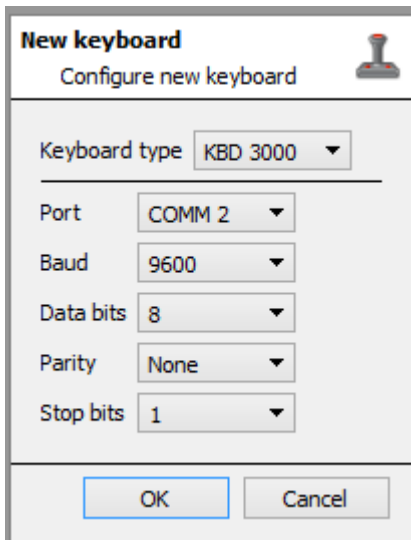 New keyboard
Configure new keyboard
Keyboard type KBD 3000
Port COMM 2
Baud 9600
Data bits 8
Parity None
Stop bits 1
OK Cancel